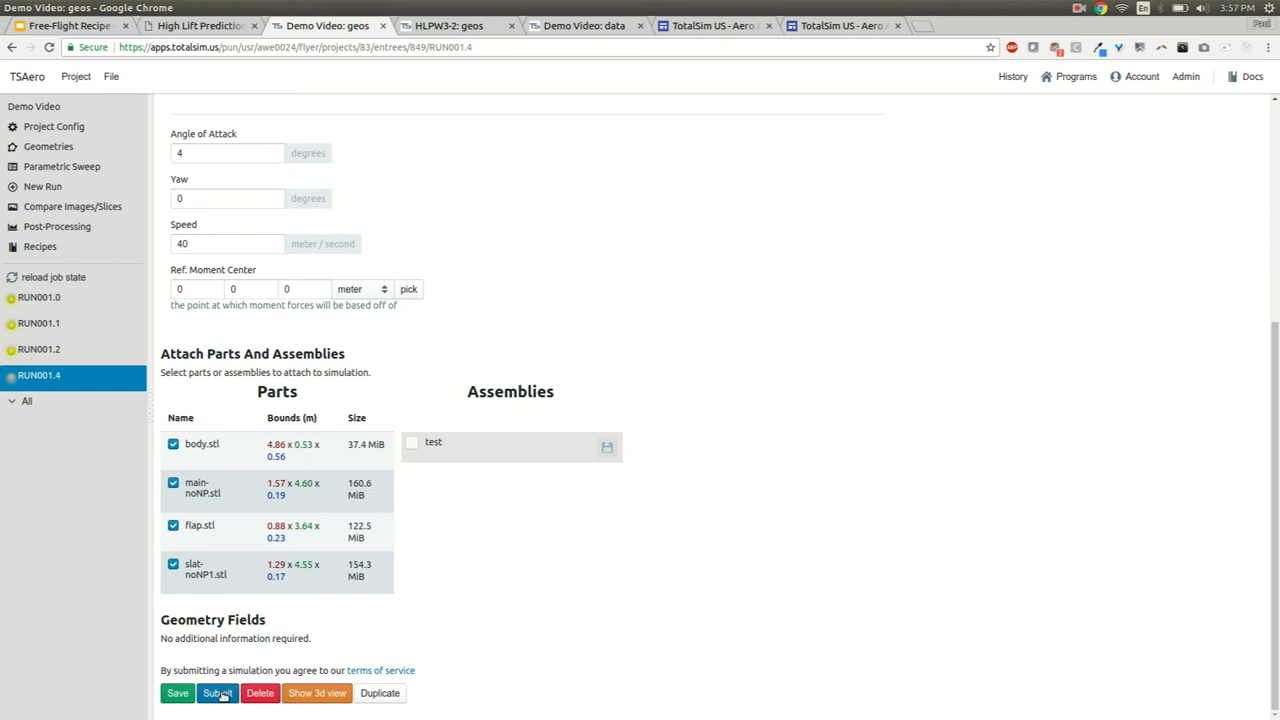 Demo Video: geos - Google Chrome
En
3:57 PM
Free-Flight Recipe
High Lift Prediction
Demo Video: geos
HLPW3-2: geos
Demo Video: data
TotalSim US - Aero
TotalSim US - Aero
Paul
Secure
https://apps.totalsim.us/pun/usr/awe0024/flyer/projects/83/entrees/849/RUN001.4
TSAero
Project
File
History
Programs
Account
Admin
Docs
Demo Video
Project Config
Geometries
Parametric Sweep
New Run
Compare Images/Slices
Post-Processing
Recipes
reload job state
RUN001.0
RUN001.1
RUN001.2
RUN001.4
All
Angle of Attack
4 degrees
Yaw
0 degrees
Speed
40 meter / second
Ref. Moment Center
0 0 0 meter pick
the point at which moment forces will be based off of
Attach Parts And Assemblies
Select parts or assemblies to attach to simulation.
Parts
Name Bounds (m) Size
body.stl 4.86 x 0.53 x 37.4 MiB
0.56
main- 1.57 x 4.60 x 160.6
noNP.stl 0.19 MiB
flap.stl 0.88 x 3.64 x 122.5
0.23 MiB
slat- 1.29 x 4.55 x 154.3
noNP1.stl 0.17 MiB
Assemblies
test
Geometry Fields
No additional information required.
By submitting a simulation you agree to our terms of service
Save Submit Delete Show 3d view Duplicate